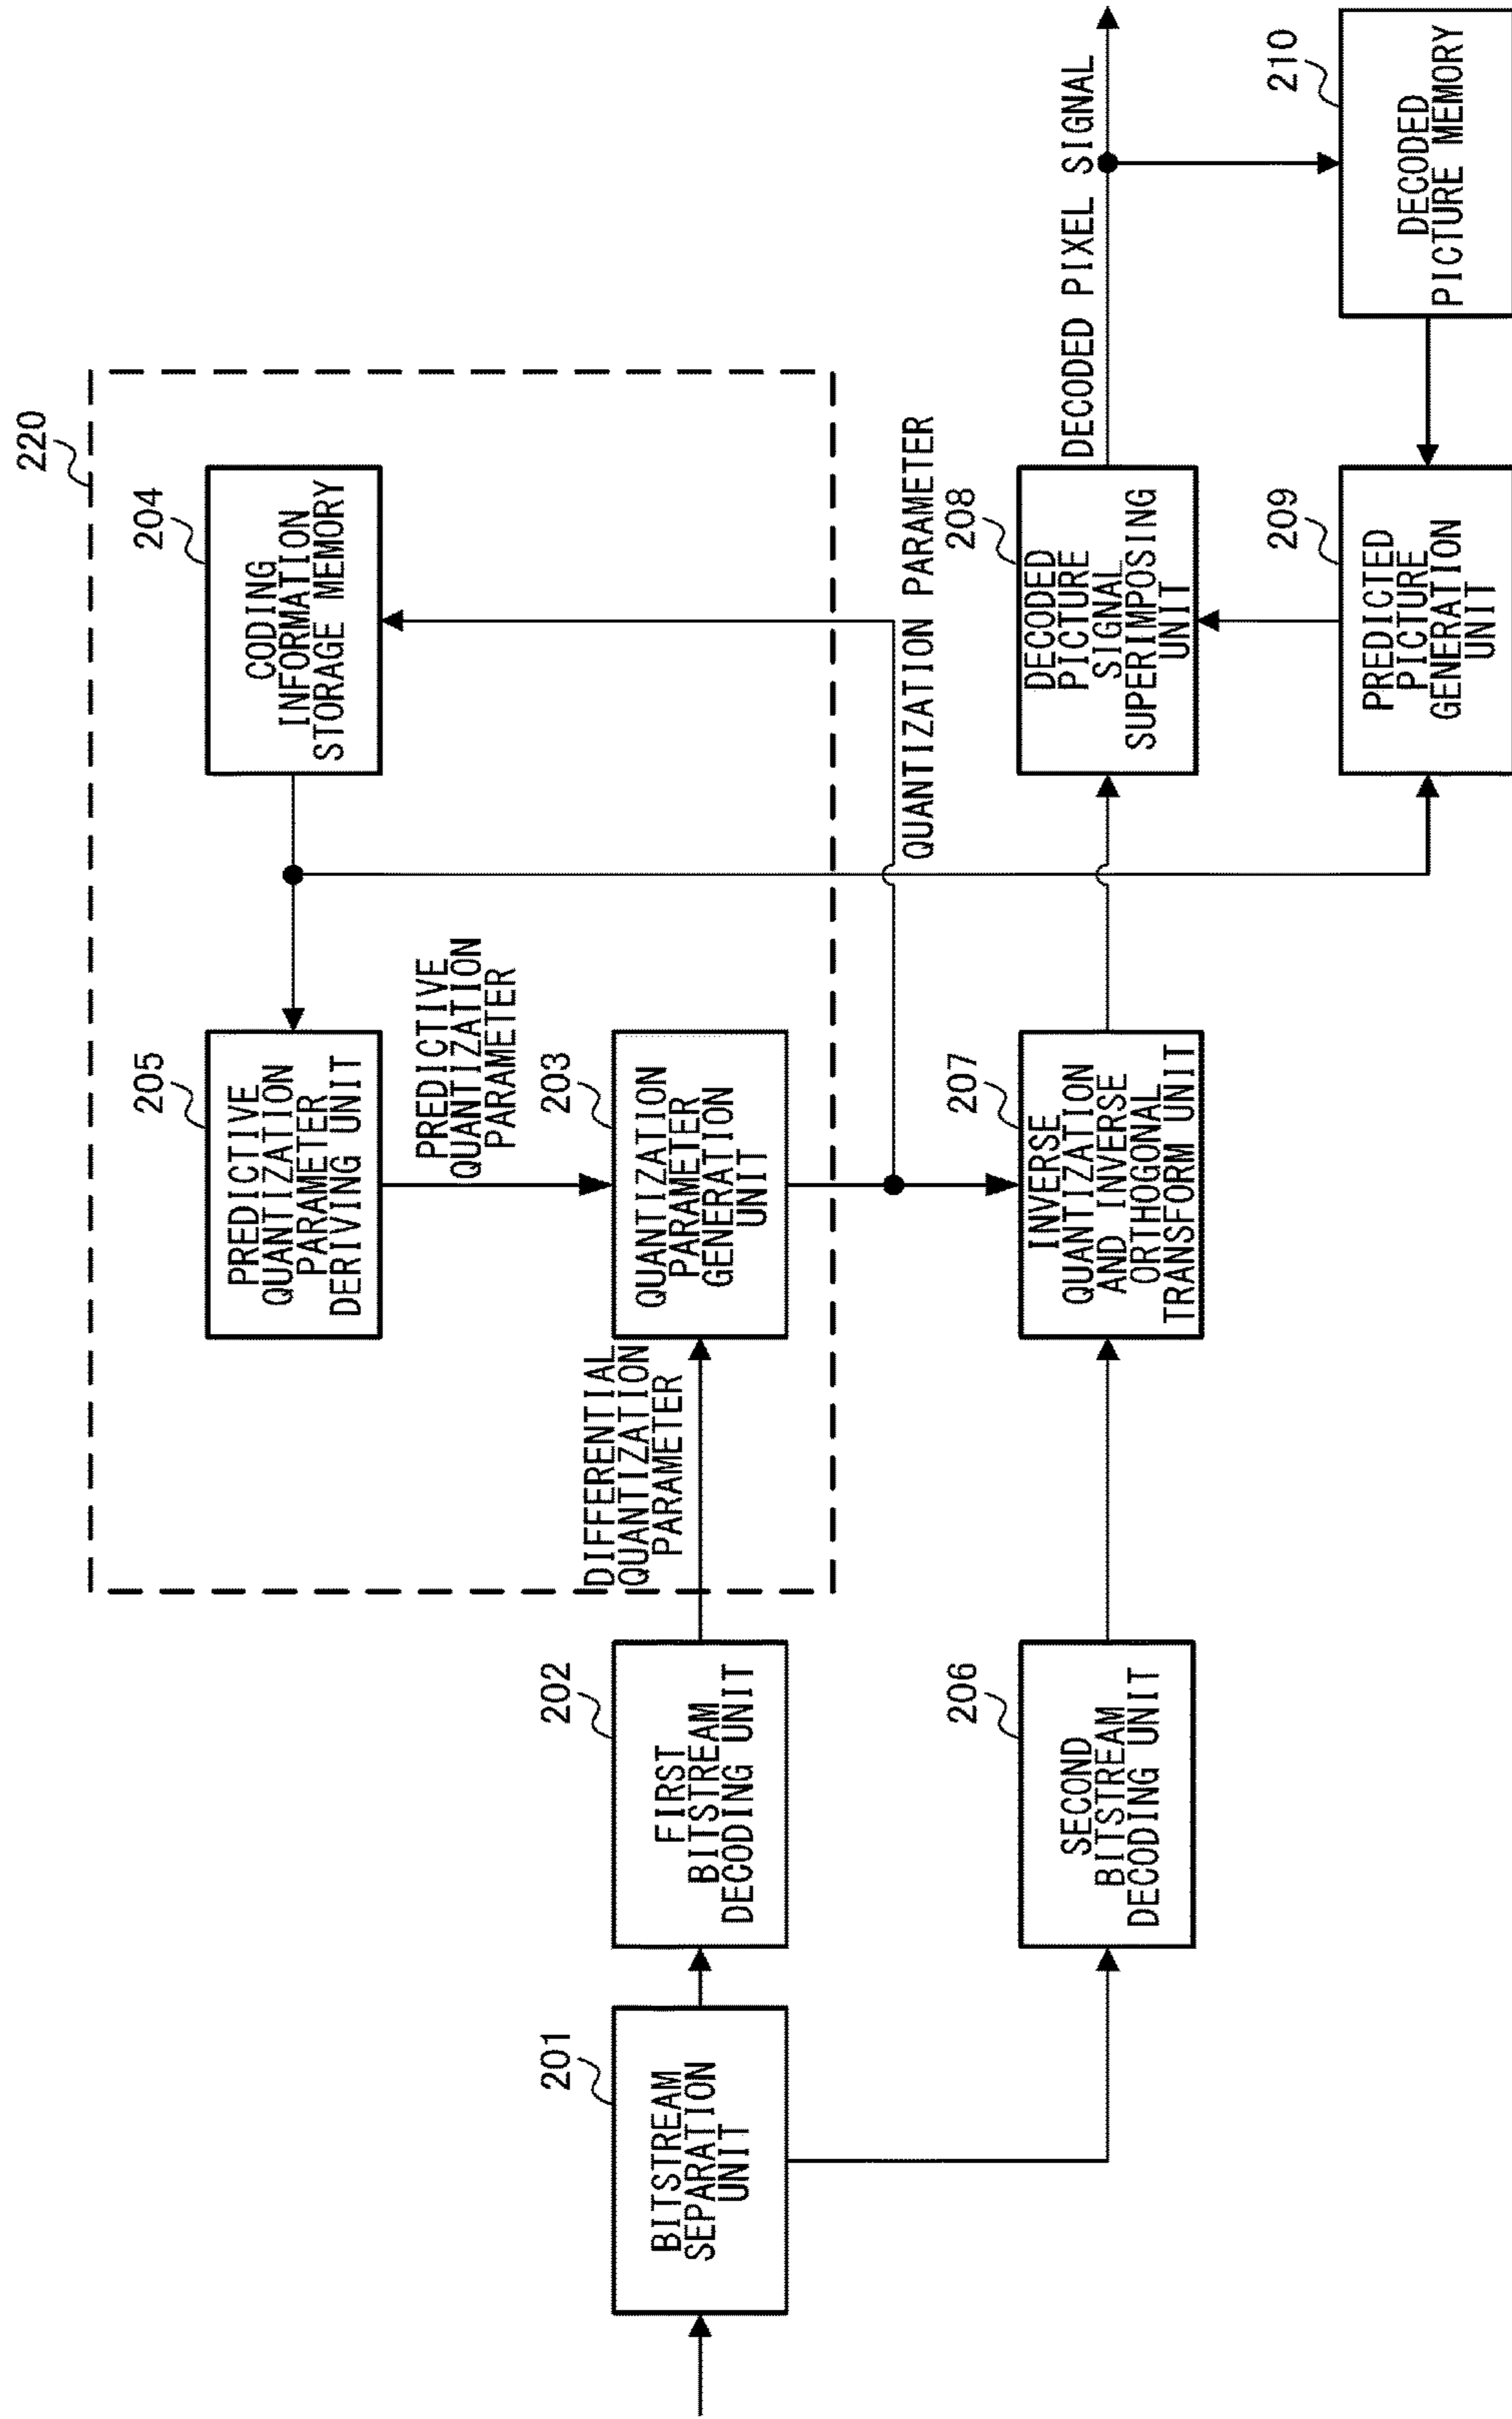 220
205
PREDICTIVE
QUANTIZATION
PARAMETER
DERIVING UNIT
204
CODING
INFORMATION
STORAGE MEMORY
PREDICTIVE
QUANTIZATION
PARAMETER
201
BITSTREAM
SEPARATION
UNIT
202
FIRST
BITSTREAM
DECODING UNIT
DIFFERENTIAL
QUANTIZATION
PARAMETER
203
QUANTIZATION
PARAMETER
GENERATION
UNIT
QUANTIZATION PARAMETER
206
SECOND
BITSTREAM
DECODING UNIT
207
INVERSE
QUANTIZATION
AND INVERSE
ORTHOGONAL
TRANSFORM UNIT
208
DECODED
PICTURE
SIGNAL
SUPERIMPOSING
UNIT
DECODED PIXEL SIGNAL
209
PREDICTED
PICTURE
GENERATION
UNIT
210
DECODED
PICTURE MEMORY